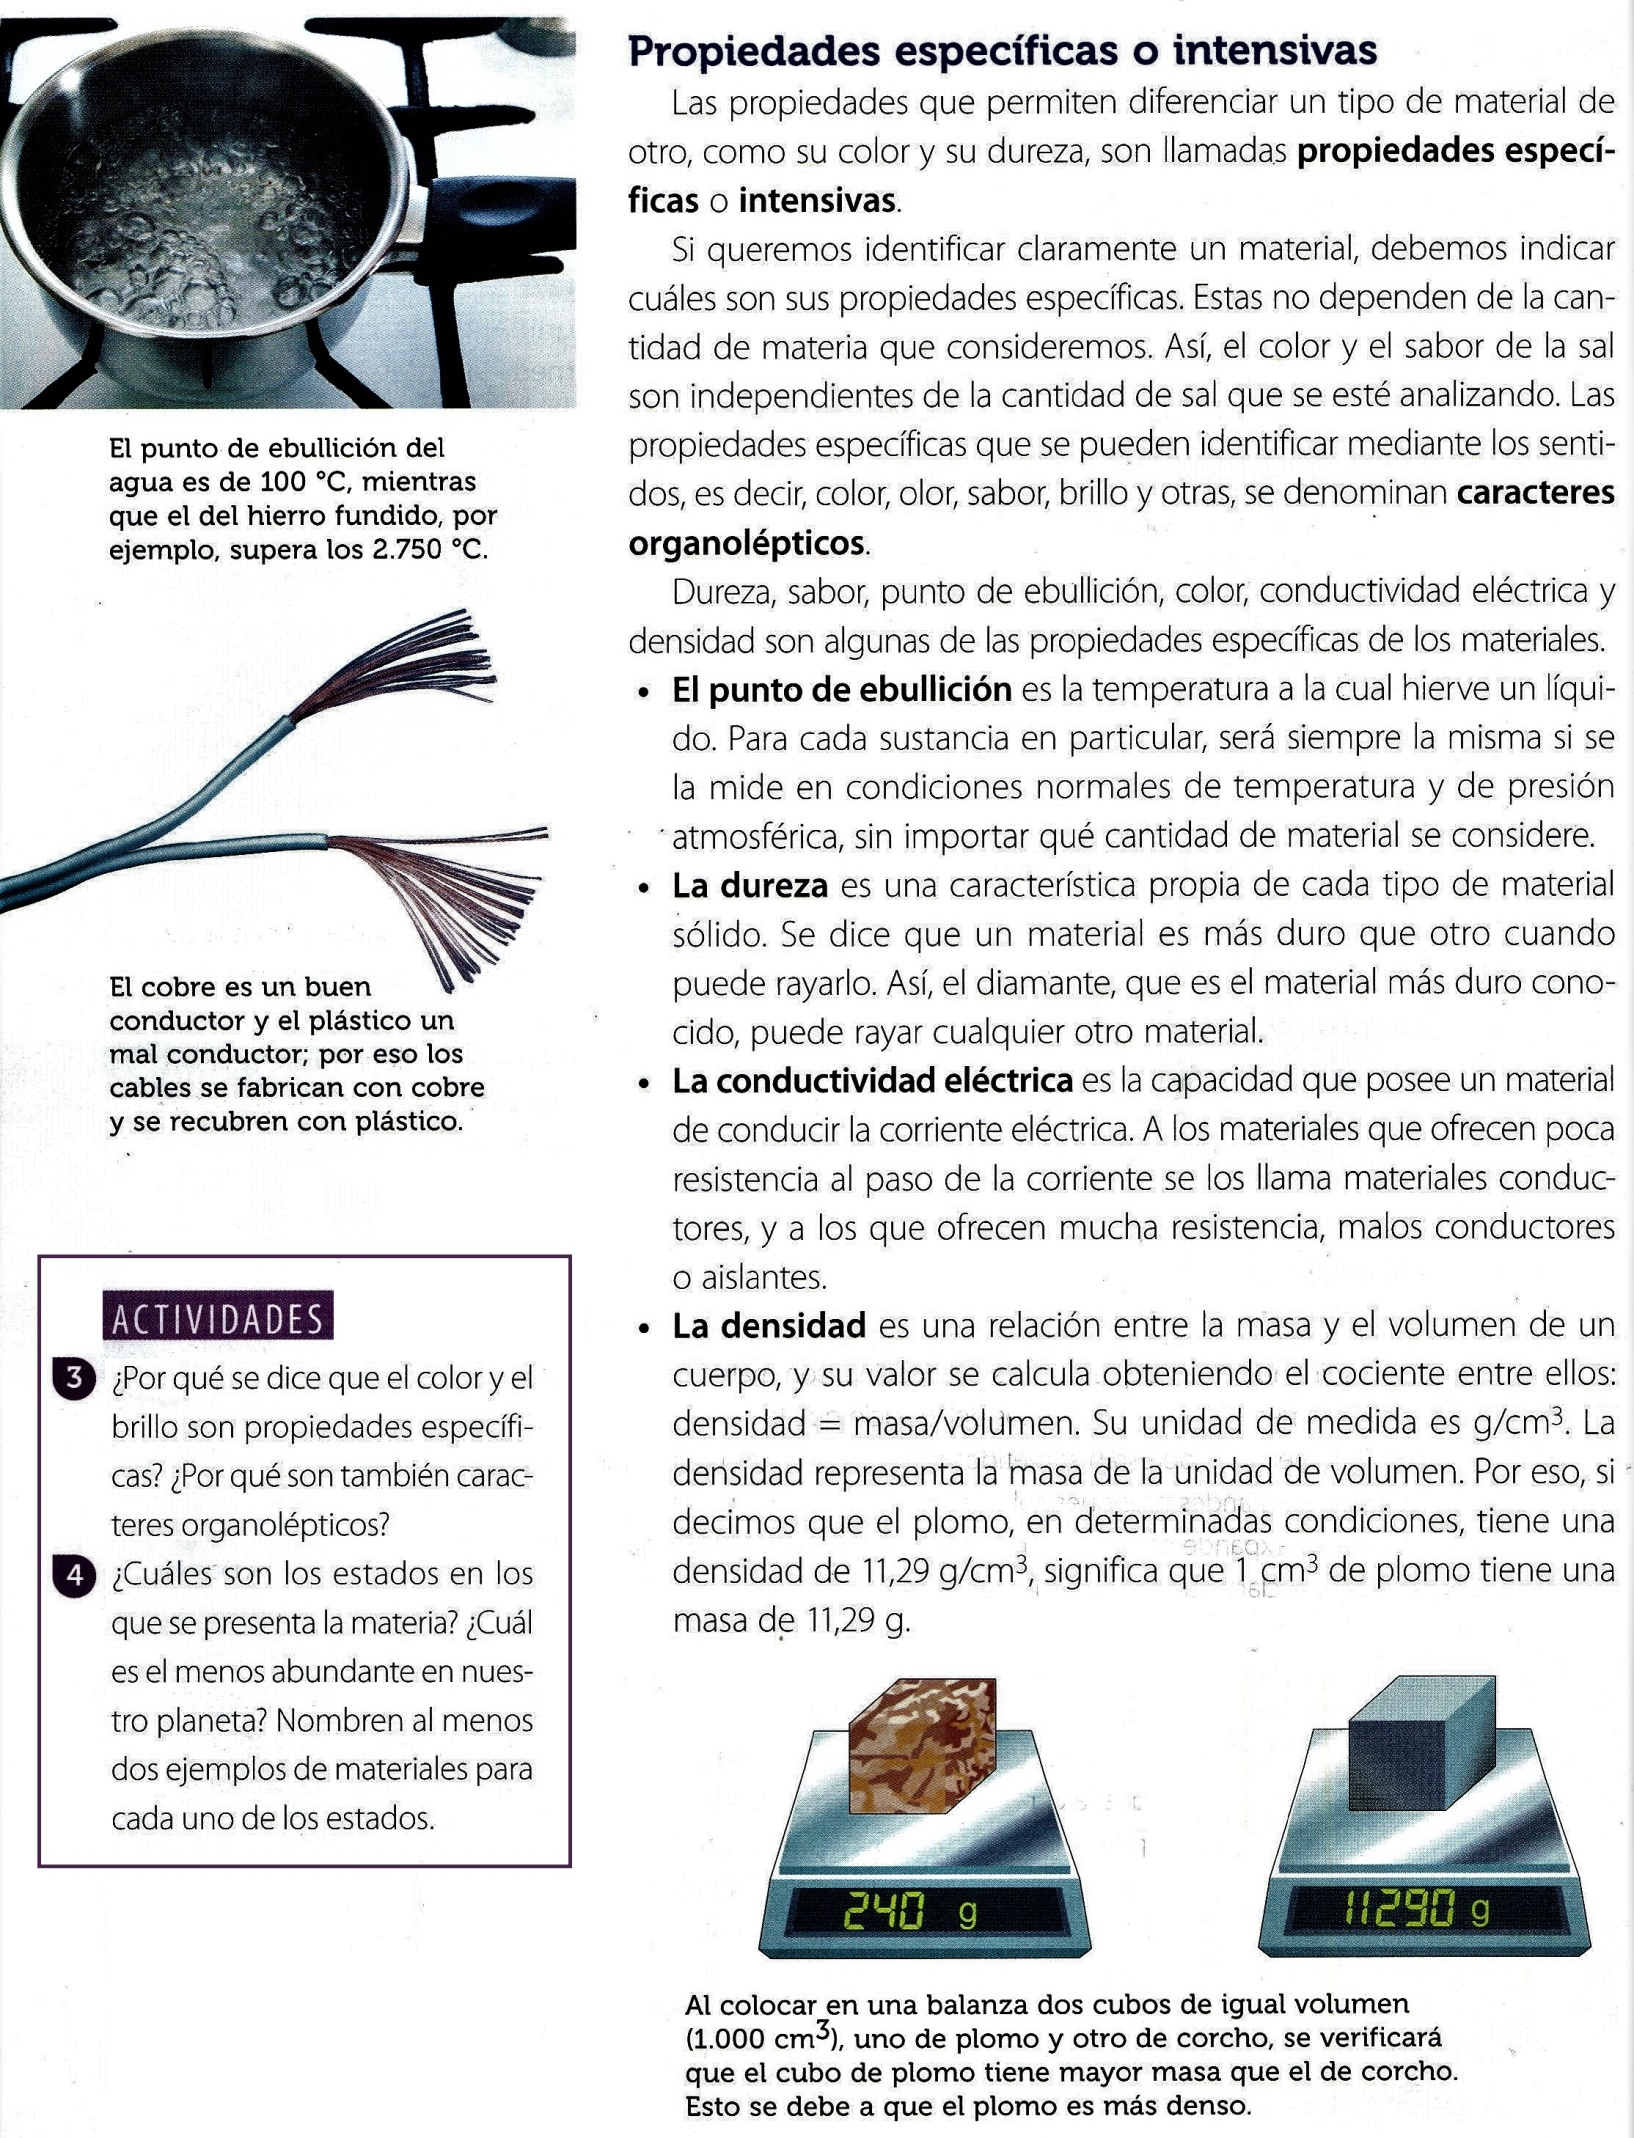 Propiedades específicas o intensivas
Las propiedades que permiten diferenciar un tipo de material de
otro, como su color y su dureza, son llamadas propiedades especí-
ficas o intensivas.
Si queremos identificar claramente un material, debemos indicar
cuáles son sus propiedades específicas. Estas no dependen de la can-
tidad de materia que consideremos. Así, el color y el sabor de la sal
son independientes de la cantidad de sal que se esté analizando. Las
propiedades específicas que se pueden identificar mediante los senti-
dos, es decir, color, olor, sabor, brillo y otras, se denominan caracteres
organolépticos.
Dureza, sabor, punto de ebullición, color, conductividad eléctrica y
densidad son algunas de las propiedades específicas de los materiales.
• El punto de ebullición es la temperatura a la cual hierve un líqui-
do. Para cada sustancia en particular, será siempre la misma si se
la mide en condiciones normales de temperatura y de presión
atmosférica, sin importar qué cantidad de material se considere.
• La dureza es una característica propia de cada tipo de material
sólido. Se dice que un material es más duro que otro cuando
puede rayarlo. Así, el diamante, que es el material más duro cono-
cido, puede rayar cualquier otro material.
• La conductividad eléctrica es la capacidad que posee un material
de conducir la corriente eléctrica. A los materiales que ofrecen poca
resistencia al paso de la corriente se los llama materiales conduc-
tores, y a los que ofrecen mucha resistencia, malos conductores
o aislantes.
• La densidad es una relación entre la masa y el volumen de un
cuerpo, y su valor se calcula obteniendo el cociente entre ellos:
densidad = masa/volumen. Su unidad de medida es g/cm³. La
densidad representa la masa de la unidad de volumen. Por eso, si
decimos que el plomo, en determinadas condiciones, tiene una
densidad de 11,29 g/cm³, significa que 1 cm³ de plomo tiene una
masa de 11,29 g.
El punto de ebullición del
agua es de 100 °C, mientras
que el del hierro fundido, por
ejemplo, supera los 2.750 °C.
El cobre es un buen
conductor y el plástico un
mal conductor; por eso los
cables se fabrican con cobre
y se recubren con plástico.
ACTIVIDADES
3 ¿Por qué se dice que el color y el
brillo son propiedades específi-
cas? ¿Por qué son también carac-
teres organolépticos?
4 ¿Cuáles son los estados en los
que se presenta la materia? ¿Cuál
es el menos abundante en nues-
tro planeta? Nombren al menos
dos ejemplos de materiales para
cada uno de los estados.
240 g
11290 g
Al colocar en una balanza dos cubos de igual volumen
(1.000 cm³), uno de plomo y otro de corcho, se verificará
que el cubo de plomo tiene mayor masa que el de corcho.
Esto se debe a que el plomo es más denso.